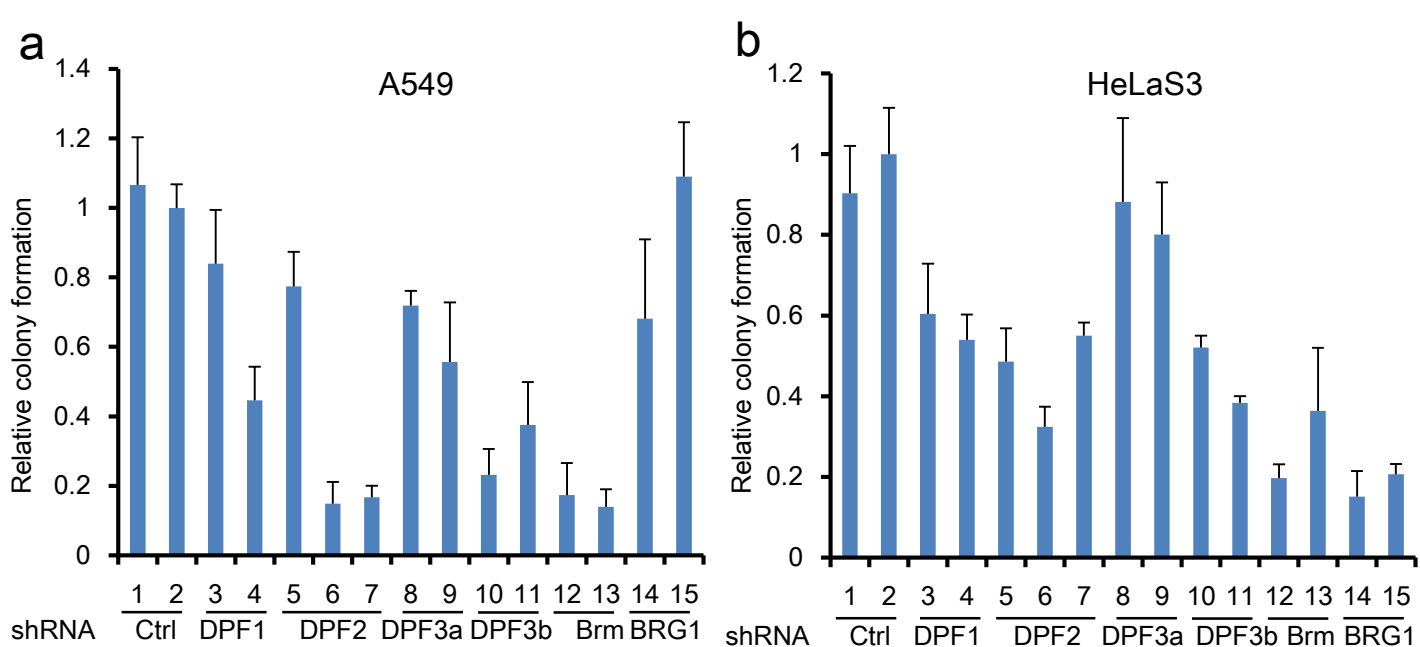 a
A549
Relative colony formation
1.4
1.2
1
0.8
0.6
0.4
0.2
0
1 2 3 4 5 6 7 8 9 10 11 12 13 14 15
shRNA Ctrl DPF1 DPF2 DPF3a DPF3b Brm BRG1
b
HeLaS3
Relative colony formation
1.2
1
0.8
0.6
0.4
0.2
0
1 2 3 4 5 6 7 8 9 10 11 12 13 14 15
shRNA Ctrl DPF1 DPF2 DPF3a DPF3b Brm BRG1